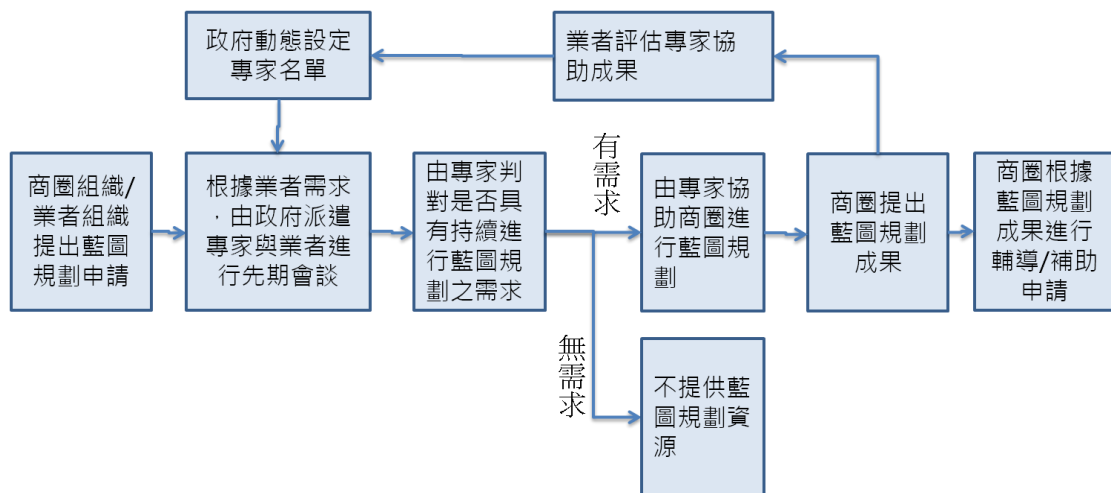 政府動態設定
專家名單
業者評估專家協
助成果
商圈組織/
業者組織
提出藍圖
規劃申請
根據業者需求
，由政府派遣
專家與業者進
行先期會談
由專家判
對是否具
有持續進
行藍圖規
劃之需求
有需求
由專家協
助商圈進
行藍圖規
劃
商圈提出
藍圖規劃
成果
商圈根據
藍圖規劃
成果進行
輔導/補助
申請
無需求
不提供藍
圖規劃資
源